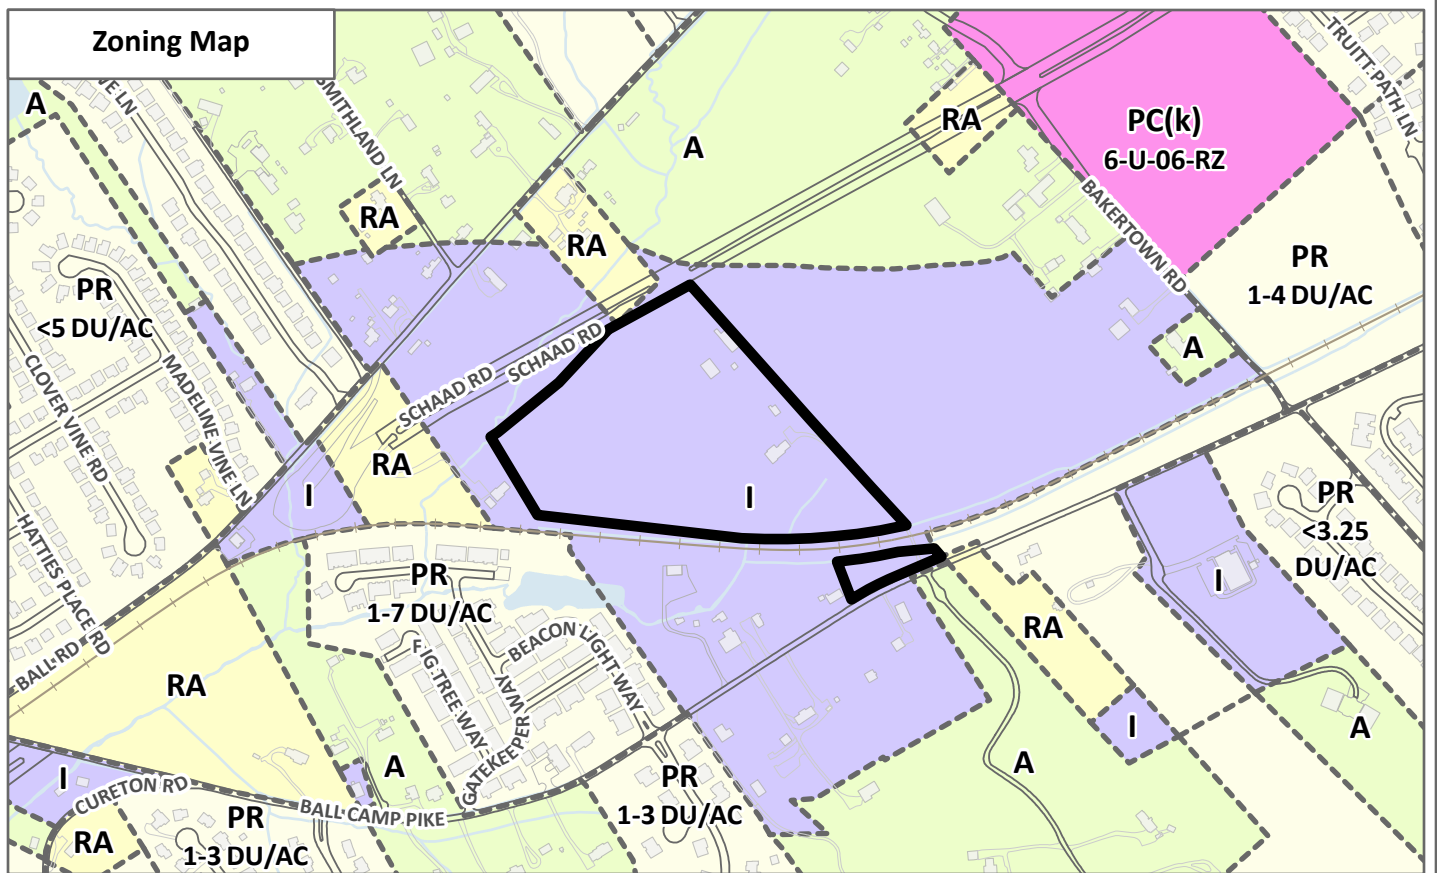 Zoning Map
A
NE LN
SMITHLAND LN
A
RA
PC(k)
6-U-06-RZ
TRUITT PATH LN
RA
RA
BAKERTOWN RD
PR
<5 DU/AC
PR
1-4 DU/AC
CLOVER VINE RD
MADELINE VINE LN
SCHAAD RD
SCHAAD RD
A
RA
I
I
PR
<3.25
DU/AC
HATTIES PLACE RD
PR
1-7 DU/AC
I
BALL RD
FIG TREE WAY
GATEKEEPER WAY
BEACON LIGHT WAY
RA
RA
I
A
I
CURETON RD
A
BALL CAMP PIKE
PR
1-3 DU/AC
A
RA
PR
1-3 DU/AC